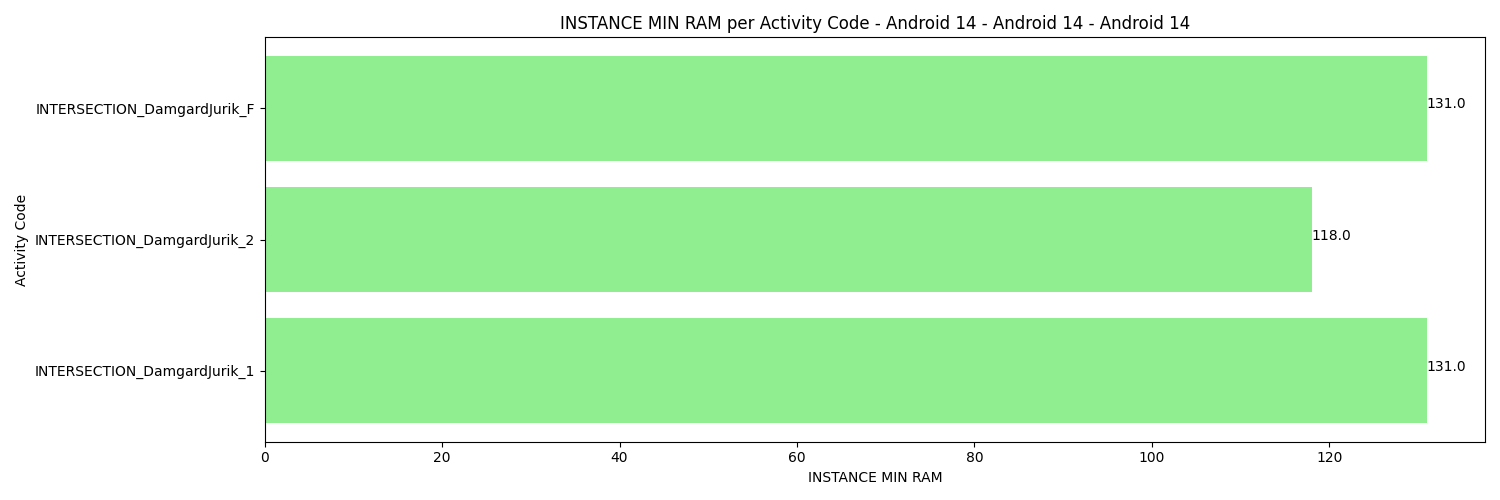 INSTANCE MIN RAM per Activity Code - Android 14 - Android 14 - Android 14
Activity Code
INTERSECTION_DamgardJurik_F
131.0
INTERSECTION_DamgardJurik_2
118.0
INTERSECTION_DamgardJurik_1
131.0
0 20 40 60 80 100 120
INSTANCE MIN RAM